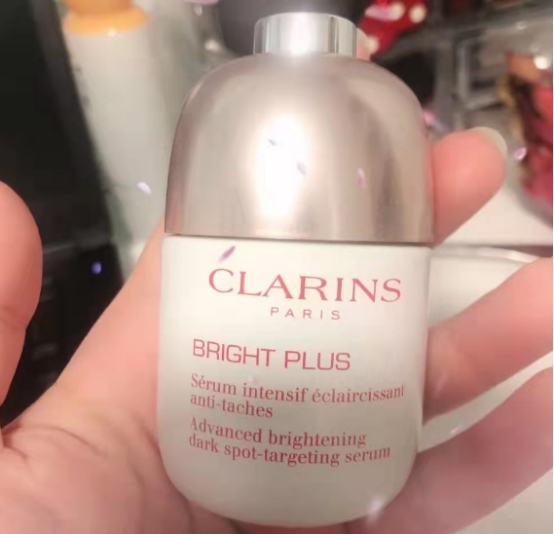 CLARINS
PARIS
BRIGHT PLUS
Sérum intensif éclaircissant
anti-taches
Advanced brightening
dark spot-targeting serum